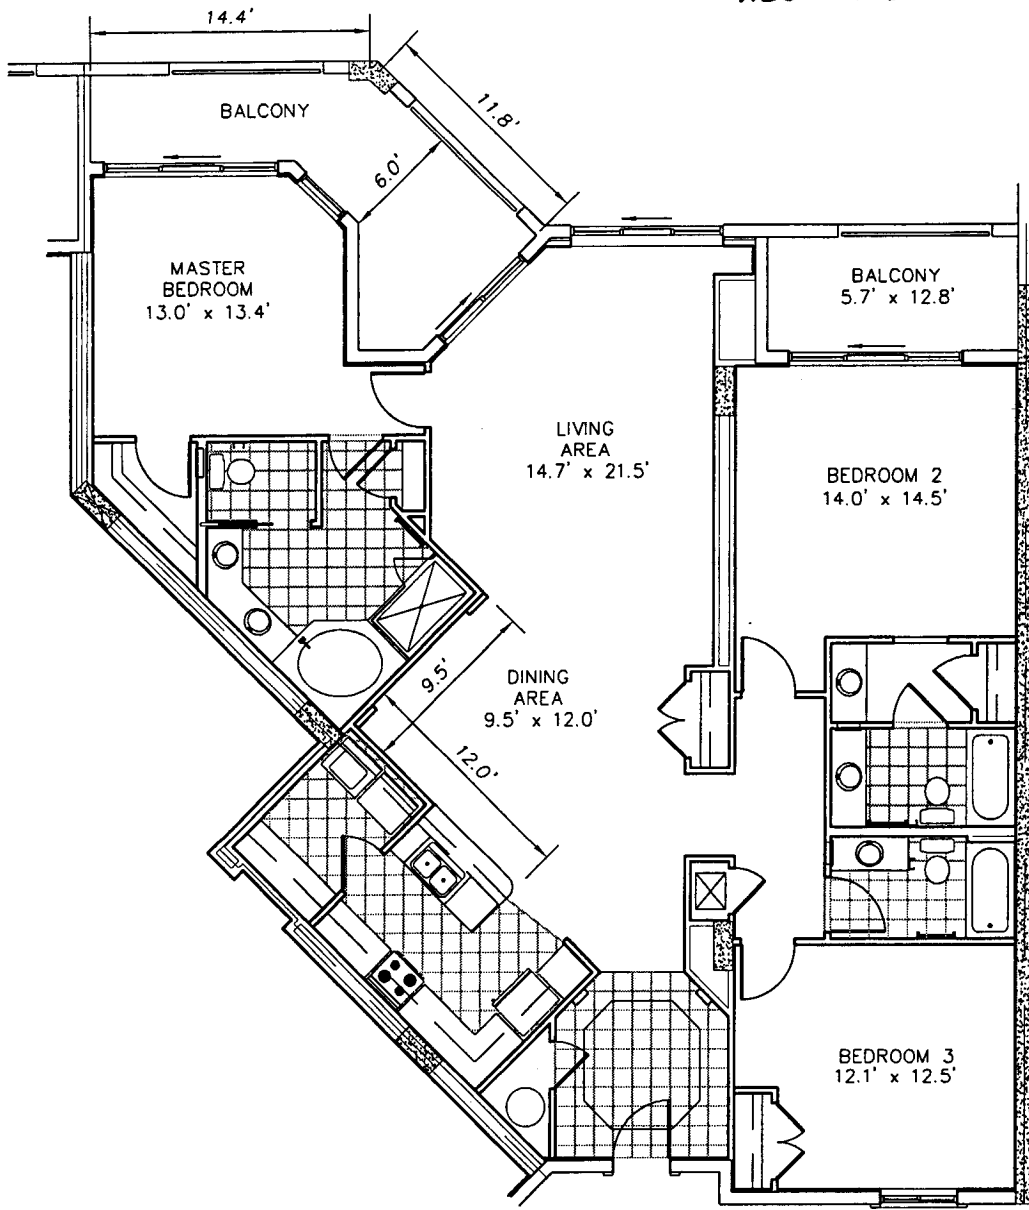 14.4'
BALCONY
11.8'
6.0'
MASTER
BEDROOM
13.0' x 13.4'
BALCONY
5.7' x 12.8'
LIVING
AREA
14.7' x 21.5'
BEDROOM 2
14.0' x 14.5'
9.5'
DINING
AREA
9.5' x 12.0'
12.0'
BEDROOM 3
12.1' x 12.5'